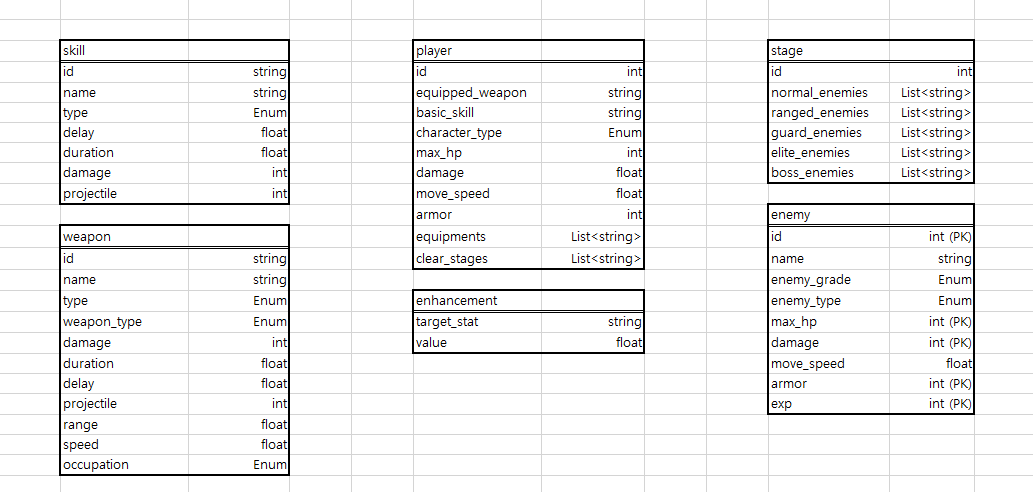 skill
id string
name string
type Enum
delay float
duration float
damage int
projectile int
weapon
id string
name string
type Enum
weapon_type Enum
damage int
duration float
delay float
projectile int
range float
speed float
occupation Enum
player
id int
equipped_weapon string
basic_skill string
character_type Enum
max_hp int
damage float
move_speed float
armor int
equipments List<string>
clear_stages List<string>
enhancement
target_stat string
value float
stage
id int
normal_enemies List<string>
ranged_enemies List<string>
guard_enemies List<string>
elite_enemies List<string>
boss_enemies List<string>
enemy
id int (PK)
name string
enemy_grade Enum
enemy_type Enum
max_hp int (PK)
damage int (PK)
move_speed float
armor int (PK)
exp int (PK)